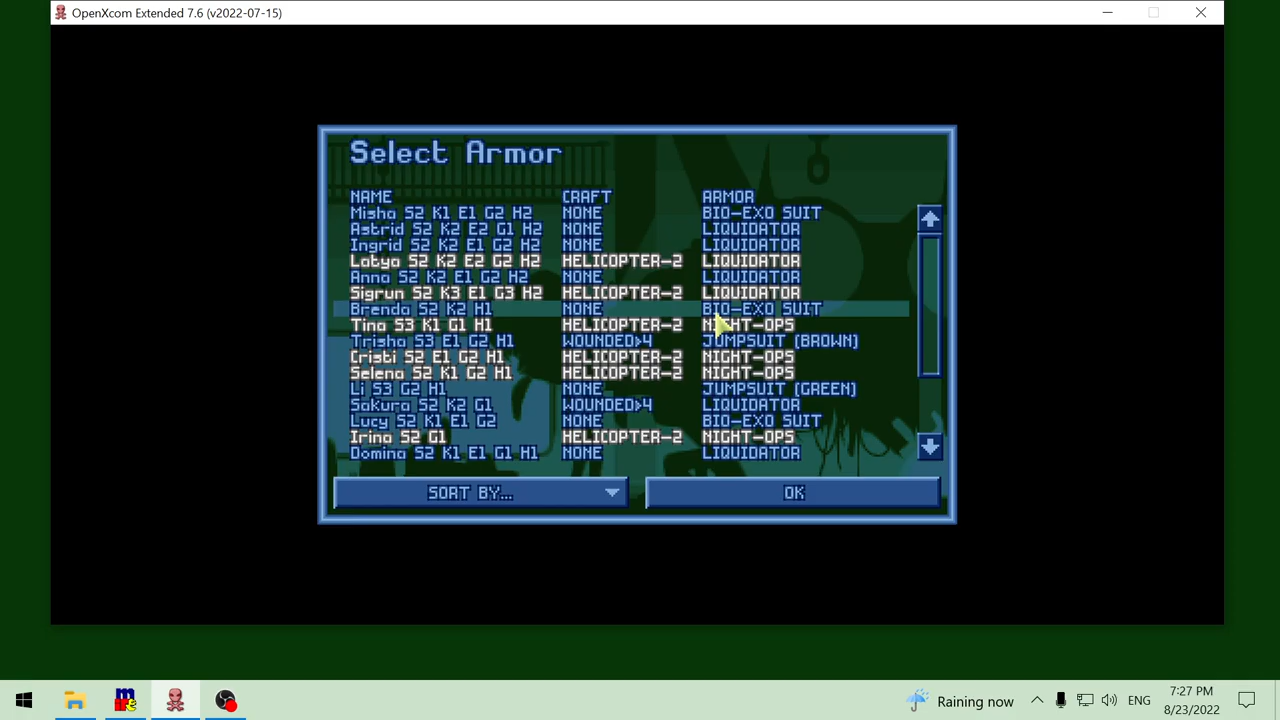 OpenXcom Extended 7.6 (v2022-07-15)
Select Armor
NAME CRAFT ARMOR
Misha S2 K1 E1 G2 H2 NONE BIO-EXO SUIT
Astrid S2 K2 E2 G1 H2 NONE LIQUIDATOR
Ingrid S2 K2 E1 G2 H2 NONE LIQUIDATOR
Latya S2 K2 E2 G2 H2 HELICOPTER-2 LIQUIDATOR
Anna S2 K2 E1 G2 H2 NONE LIQUIDATOR
Sigrun S2 K3 E1 G3 H2 HELICOPTER-2 LIQUIDATOR
Brenda S2 K2 H1 NONE BIO-EXO SUIT
Tina S3 K1 G1 H1 HELICOPTER-2 NIGHT-OPS
Trisha S3 E1 G2 H1 WOUNDED>4 JUMPSUIT (BROWN)
Cristi S2 E1 G2 H1 HELICOPTER-2 NIGHT-OPS
Selena S2 K1 G2 H1 HELICOPTER-2 NIGHT-OPS
Li S3 G2 H1 NONE JUMPSUIT (GREEN)
Sakura S2 K2 G1 WOUNDED>4 LIQUIDATOR
Lucy S2 K1 E1 G2 NONE BIO-EXO SUIT
Irina S2 G1 HELICOPTER-2 NIGHT-OPS
Domina S2 K1 E1 G1 H1 NONE LIQUIDATOR
SORT BY... OK
Raining now ENG 7:27 PM
8/23/2022